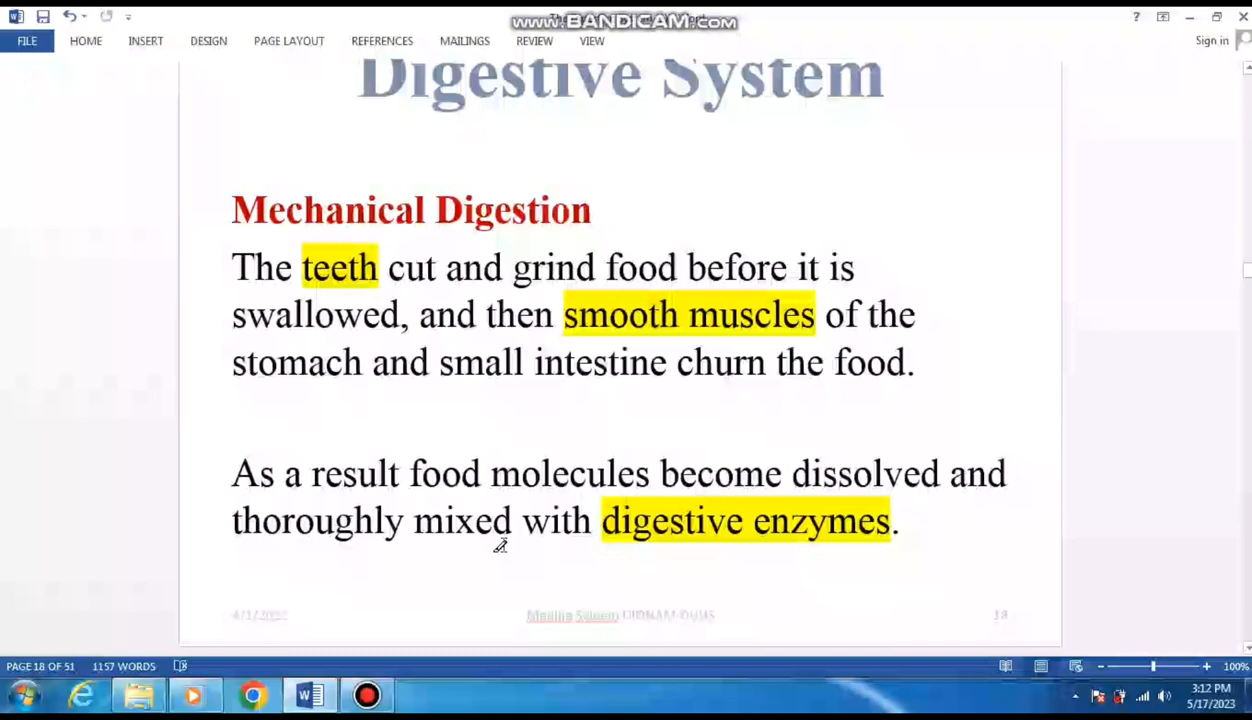 www.BANDICAM.com
FILE HOME INSERT DESIGN PAGE LAYOUT REFERENCES MAILINGS REVIEW VIEW Sign in
Digestive System
Mechanical Digestion
The teeth cut and grind food before it is
swallowed, and then smooth muscles of the
stomach and small intestine churn the food.
As a result food molecules become dissolved and
thoroughly mixed with digestive enzymes.
18
PAGE 18 OF 51 1157 WORDS 100%
3:12 PM
5/17/2023